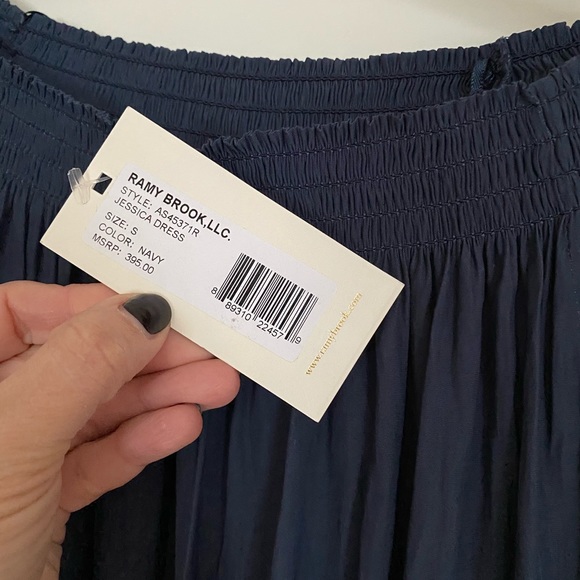 RAMY BROOK,LLC.
STYLE: AS45371R
JESSICA DRESS
SIZE: S
COLOR: NAVY
MSRP: 395.00
8 89310 22457 9
www.ramybrook.com